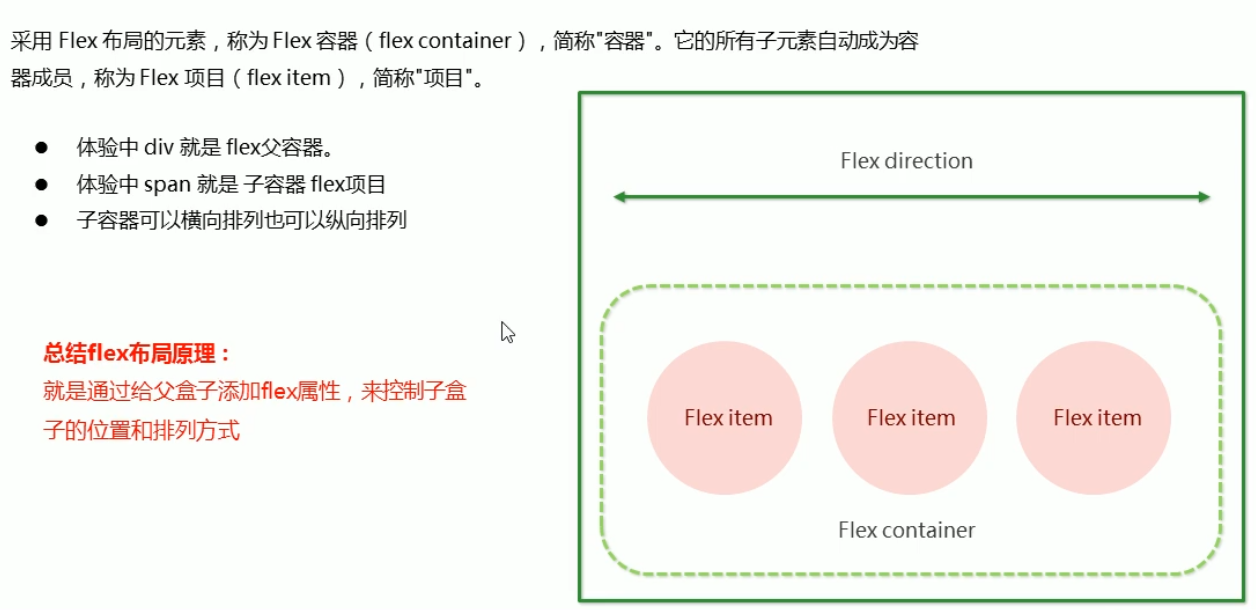 采用 Flex 布局的元素，称为 Flex 容器（flex container），简称"容器"。它的所有子元素自动成为容
器成员，称为 Flex 项目（flex item），简称"项目"。
● 体验中 div 就是 flex父容器。
● 体验中 span 就是 子容器 flex项目
● 子容器可以横向排列也可以纵向排列
总结flex布局原理：
就是通过给父盒子添加flex属性，来控制子盒
子的位置和排列方式
Flex direction
Flex item Flex item Flex item
Flex container